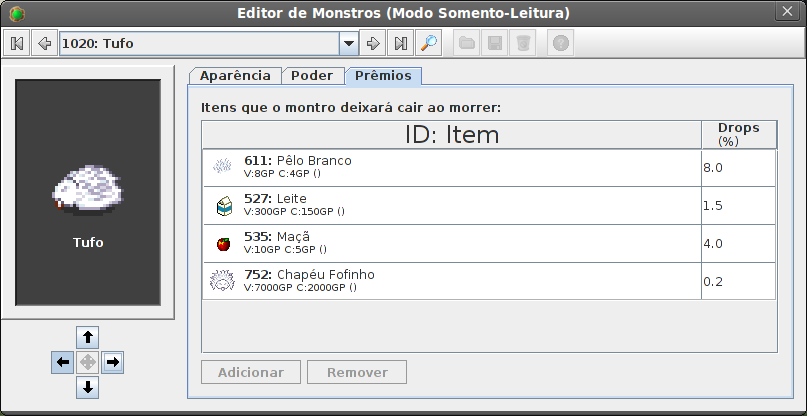 Editor de Monstros (Modo Somento-Leitura)
1020: Tufo
Aparência Poder Prêmios
Itens que o montro deixará cair ao morrer:
ID: Item
Drops
(%)
611: Pêlo Branco
V:8GP C:4GP ()
8.0
527: Leite
V:300GP C:150GP ()
1.5
535: Maçã
V:10GP C:5GP ()
4.0
752: Chapéu Fofinho
V:7000GP C:2000GP ()
0.2
Tufo
Adicionar Remover